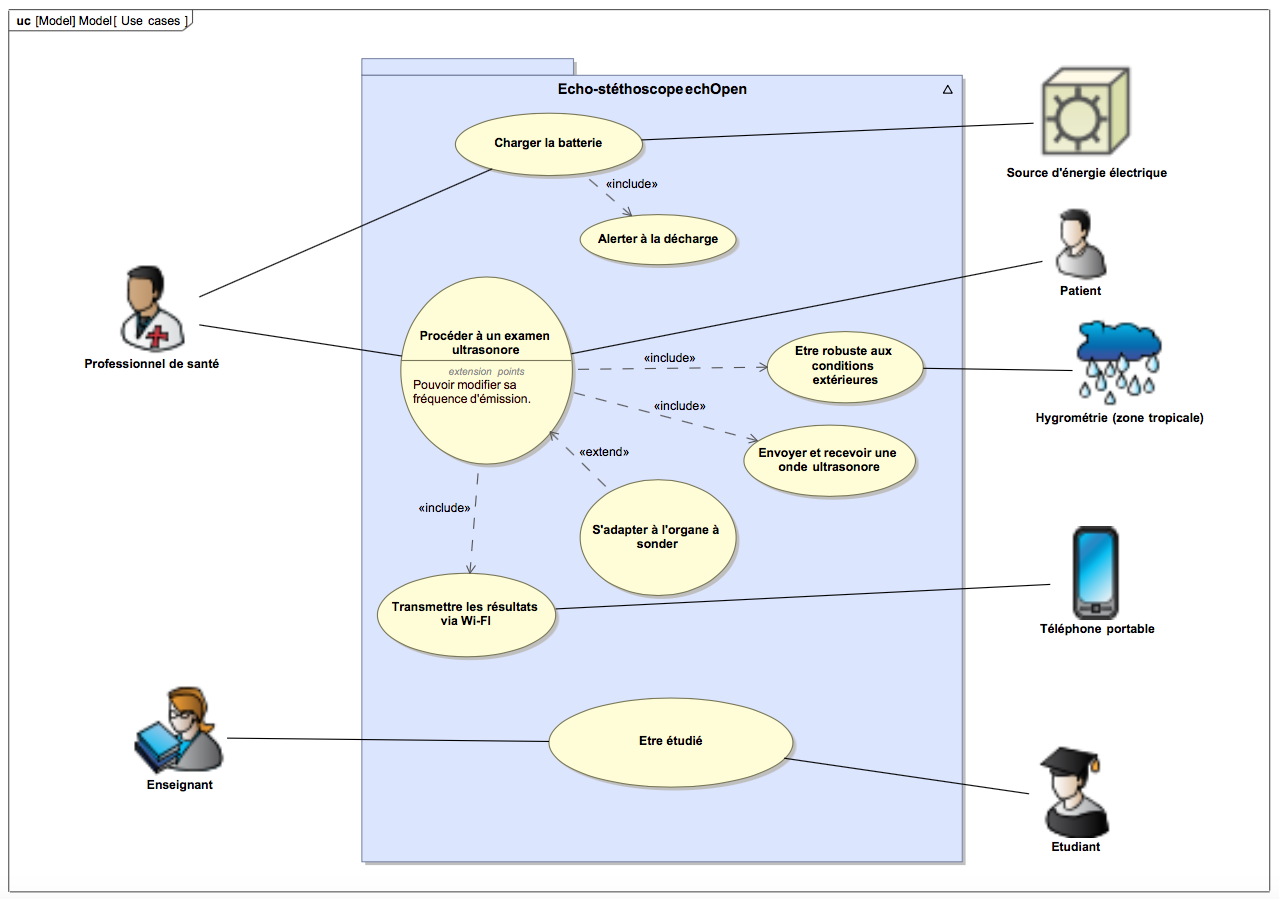 uc [Model] Model[ Use cases ]
Echo-stéthoscope echOpen
Charger la batterie
«include»
Source d'énergie électrique
Alerter à la décharge
Patient
Procéder à un examen
ultrasonore
extension points
Pouvoir modifier sa
fréquence d'émission.
Professionnel de santé
«include»
Etre robuste aux
conditions
extérieures
«include»
Hygrométrie (zone tropicale)
«extend»
Envoyer et recevoir une
onde ultrasonore
«include»
S'adapter à l'organe à
sonder
Transmettre les résultats
via Wi-FI
Téléphone portable
Etre étudié
Enseignant
Etudiant